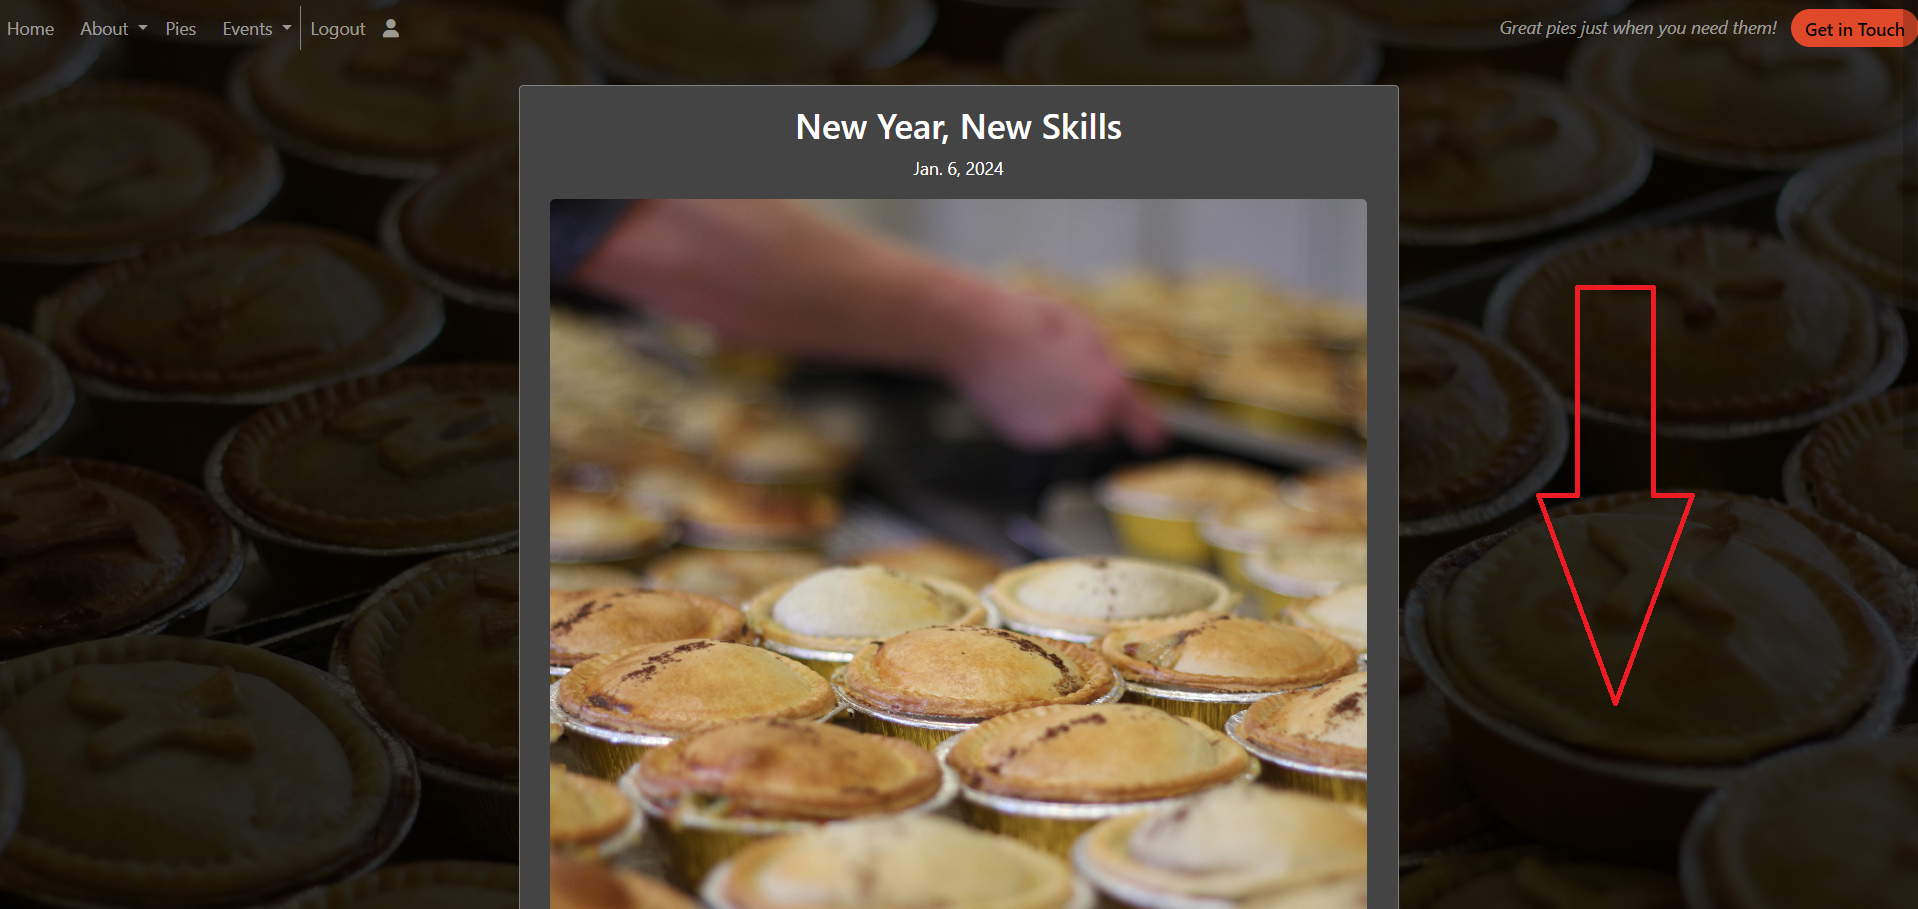 Home About Pies Events Logout Great pies just when you need them! Get in Touch
New Year, New Skills
Jan. 6, 2024